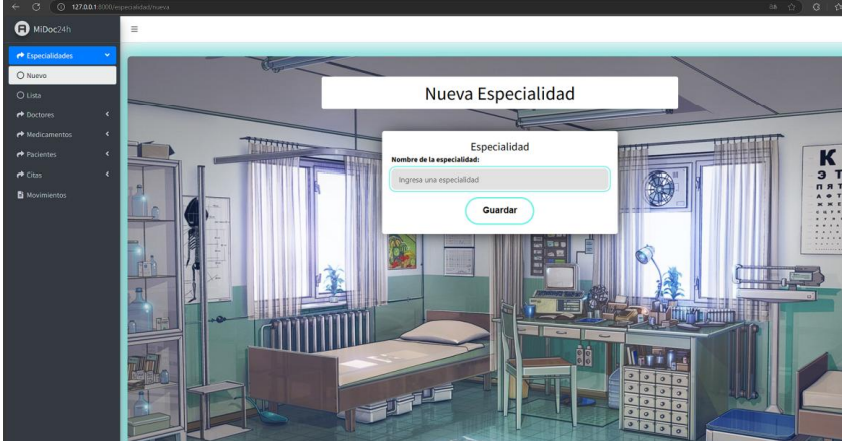 127.0.0.1:8000/especialidad/nueva
MiDoc24h
Especialidades
Nuevo
Lista
Doctores
Medicamentos
Pacientes
Citas
Movimientos
Nueva Especialidad
Especialidad
Nombre de la especialidad:
Ingresa una especialidad
Guardar
К
Э Т
П Я Т